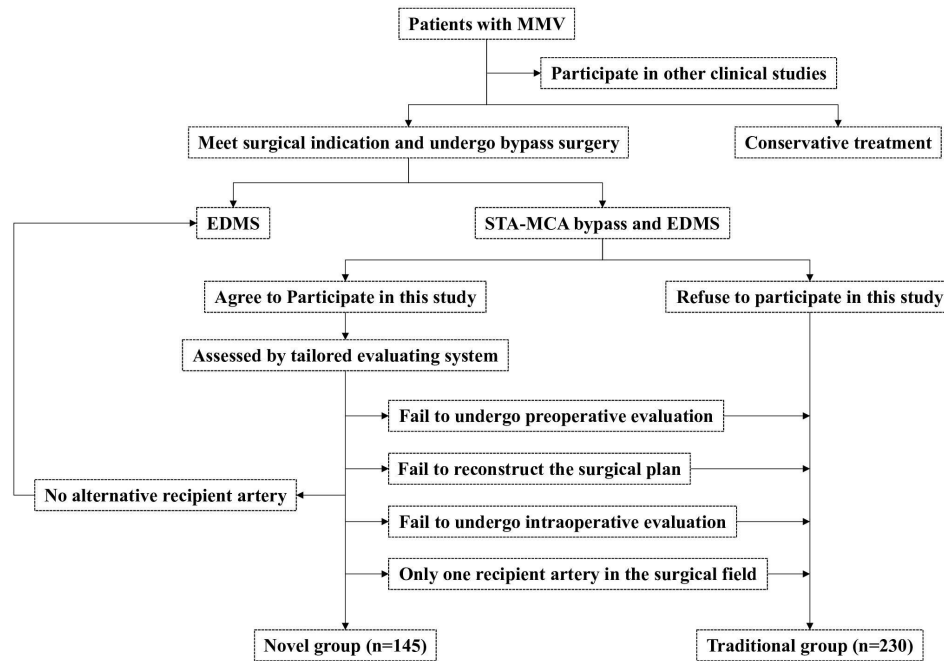 Patients with MMV
Participate in other clinical studies
Meet surgical indication and undergo bypass surgery
Conservative treatment
EDMS
STA-MCA bypass and EDMS
Agree to Participate in this study
Refuse to participate in this study
Assessed by tailored evaluating system
Fail to undergo preoperative evaluation
Fail to reconstruct the surgical plan
No alternative recipient artery
Fail to undergo intraoperative evaluation
Only one recipient artery in the surgical field
Novel group (n=145)
Traditional group (n=230)